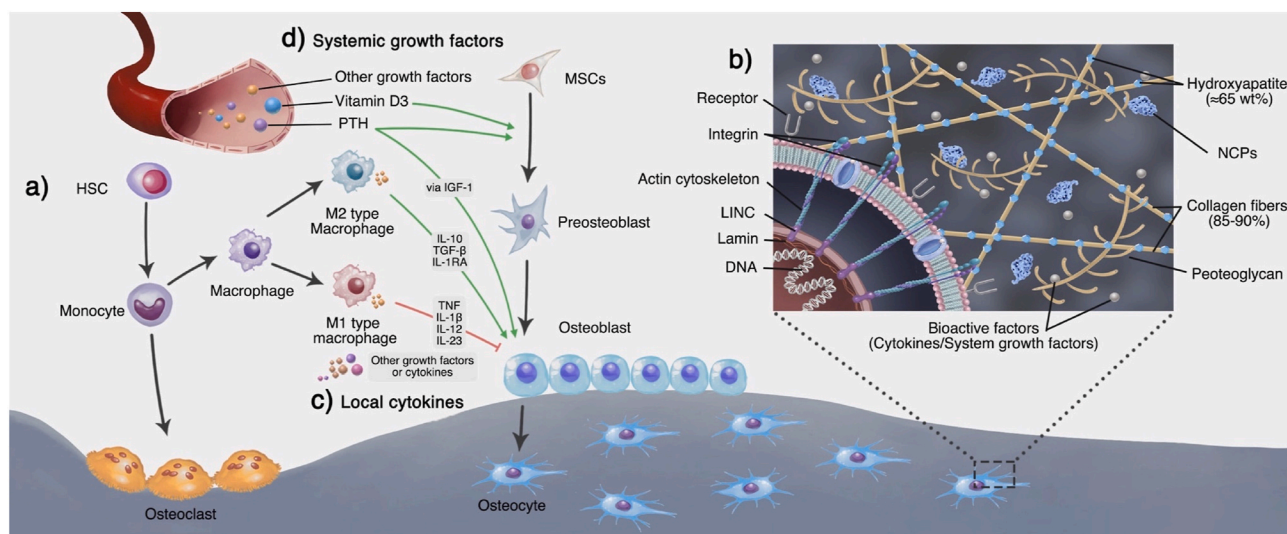 d) Systemic growth factors
Other growth factors
Vitamin D3
PTH
MSCs
a)
HSC
Monocyte
Macrophage
M2 type
Macrophage
M1 type
macrophage
via IGF-1
IL-10
TGF-β
IL-1RA
TNF
IL-1β
IL-12
IL-23
Other growth factors
or cytokines
c) Local cytokines
Preosteoblast
Osteoblast
Osteocyte
Osteoclast
b)
Receptor
Integrin
Actin cytoskeleton
LINC
Lamin
DNA
Hydroxyapatite
(≈65 wt%)
NCPs
Collagen fibers
(85-90%)
Peoteoglycan
Bioactive factors
(Cytokines/System growth factors)